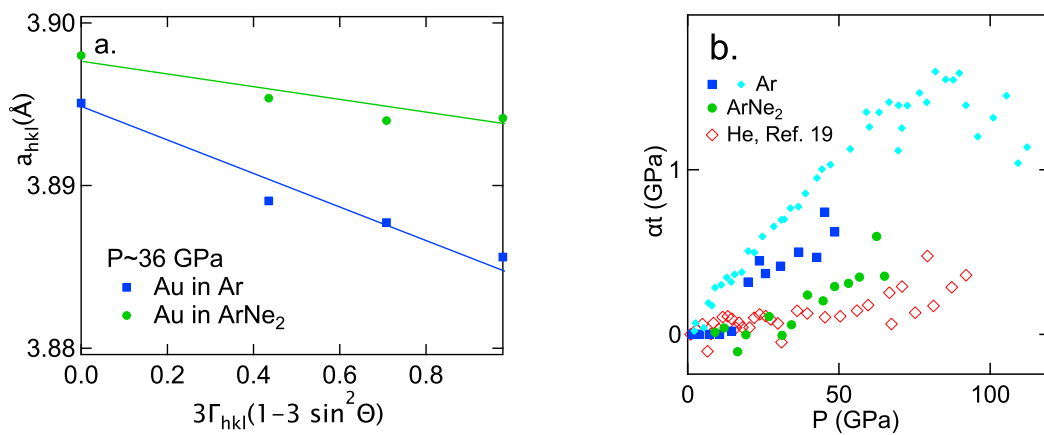 a.
3.90
3.89
3.88
a_hkl(Å)
P~36 GPa
Au in Ar
Au in ArNe₂
0.0 0.2 0.4 0.6 0.8
3Γ_hkl(1−3 sin²Θ)
b.
Ar
ArNe₂
He, Ref. 19
1
0
αt (GPa)
0 50 100
P (GPa)